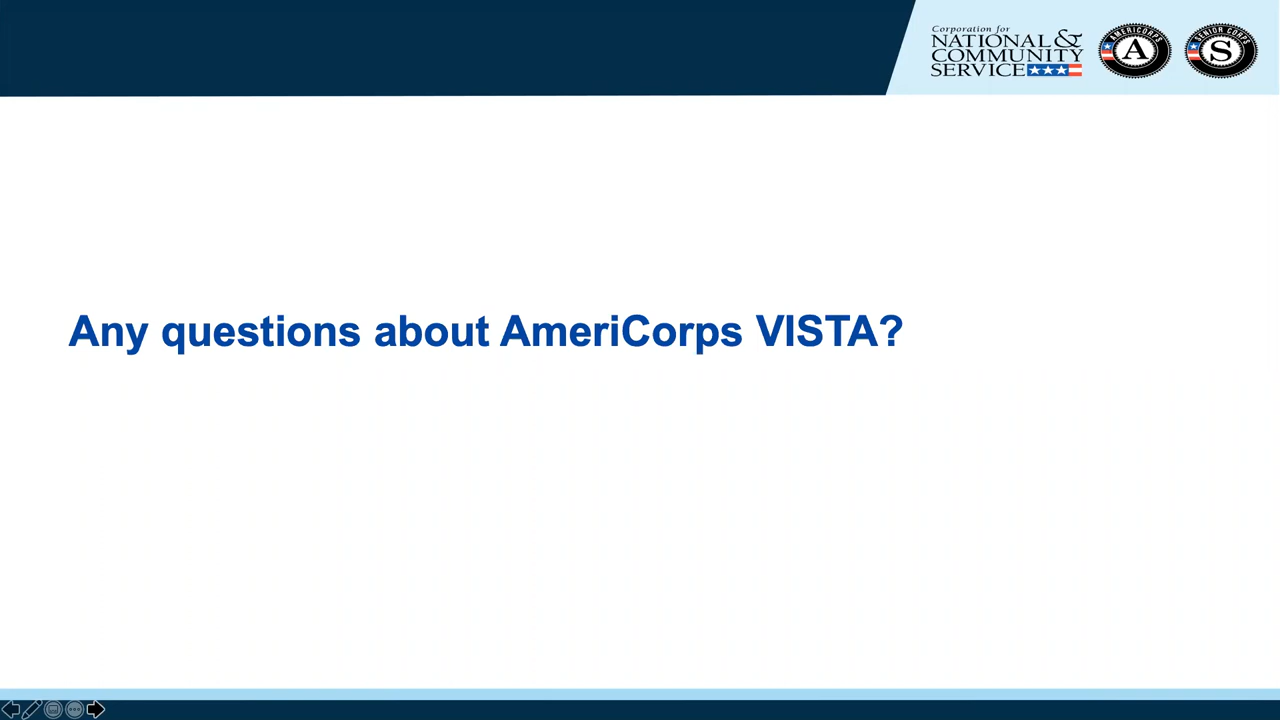 Corporation for
NATIONAL &
COMMUNITY
SERVICE
AMERICORPS
A
SENIOR CORPS
S
Any questions about AmeriCorps VISTA?